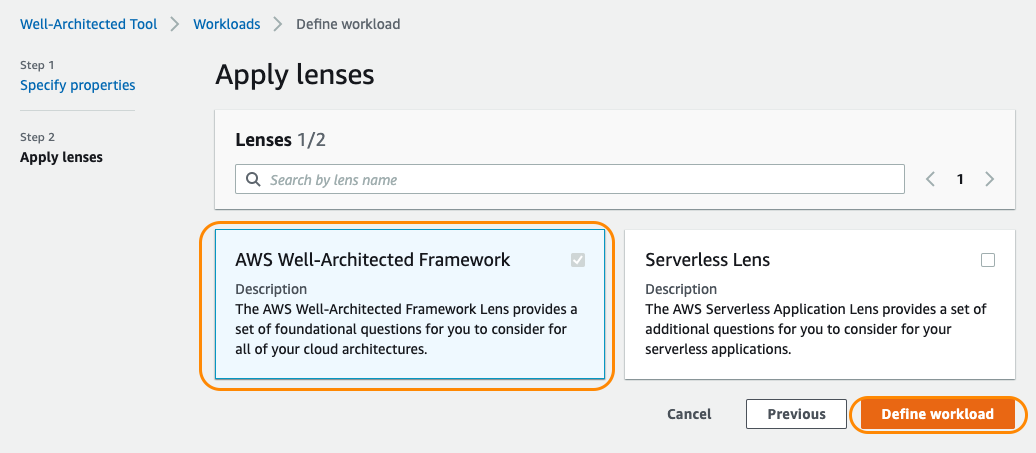 Well-Architected Tool > Workloads > Define workload
Step 1
Specify properties
Step 2
Apply lenses
Apply lenses
Lenses 1/2
Search by lens name
1
AWS Well-Architected Framework
Description
The AWS Well-Architected Framework Lens provides a
set of foundational questions for you to consider for
all of your cloud architectures.
Serverless Lens
Description
The AWS Serverless Application Lens provides a set of
additional questions for you to consider for your
serverless applications.
Cancel Previous Define workload